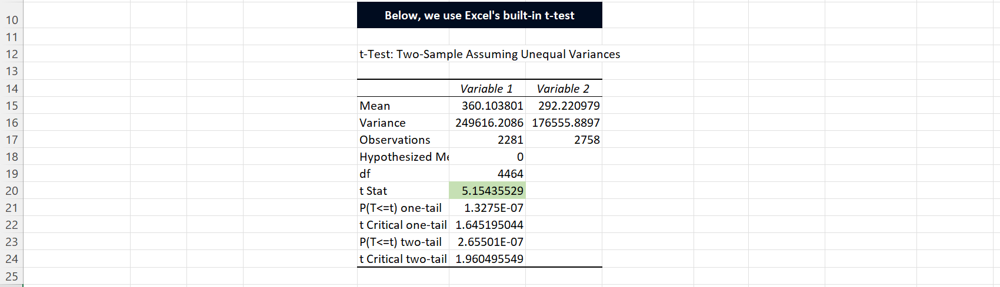 10 Below, we use Excel's built-in t-test
11
12 t-Test: Two-Sample Assuming Unequal Variances
13
14 Variable 1 Variable 2
15 Mean 360.103801 292.220979
16 Variance 249616.2086 176555.8897
17 Observations 2281 2758
18 Hypothesized Me 0
19 df 4464
20 t Stat 5.15435529
21 P(T<=t) one-tail 1.3275E-07
22 t Critical one-tail 1.645195044
23 P(T<=t) two-tail 2.65501E-07
24 t Critical two-tail 1.960495549
25